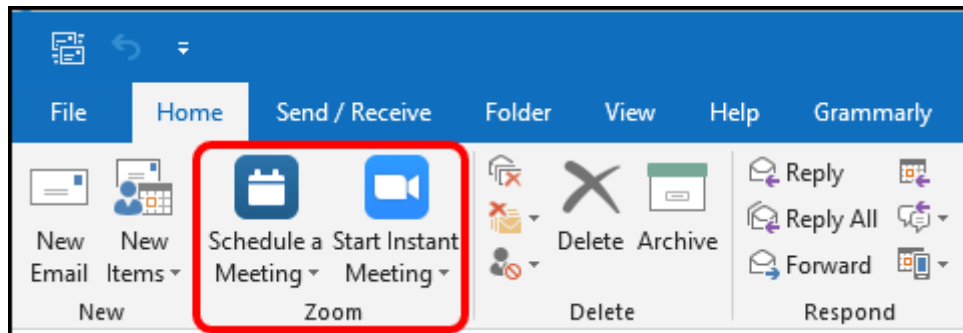 File Home Send / Receive Folder View Help Grammarly
New Email
New Items
Schedule a Meeting
Start Instant Meeting
Delete Archive
Reply
Reply All
Forward
New Zoom Delete Respond